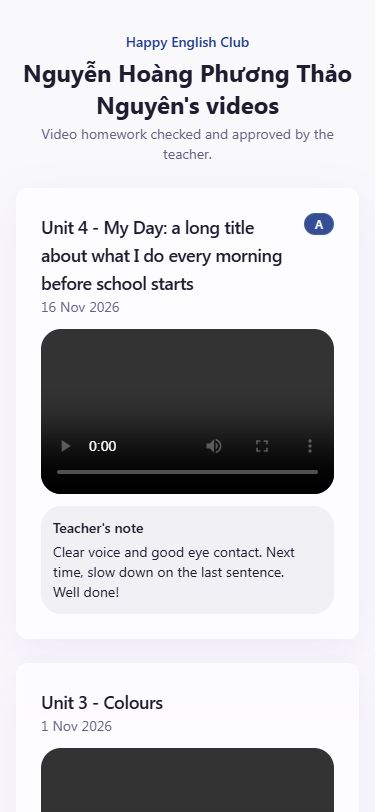 Happy English Club
Nguyễn Hoàng Phương Thảo
Nguyên's videos
Video homework checked and approved by the
teacher.
Unit 4 - My Day: a long title
about what I do every morning
before school starts
A
16 Nov 2026
0:00
Teacher's note
Clear voice and good eye contact. Next
time, slow down on the last sentence.
Well done!
Unit 3 - Colours
1 Nov 2026